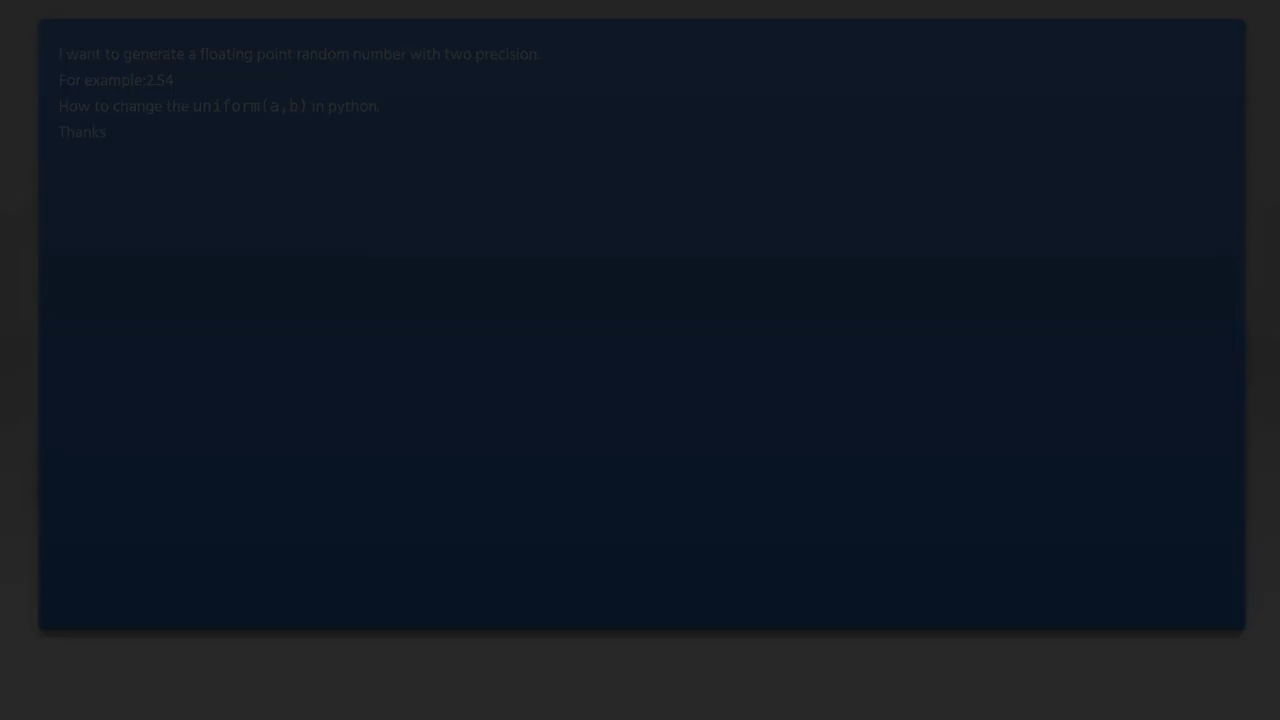 I want to generate a floating point random number with two precision.
For example:2.54
How to change the uniform(a,b) in python.
Thanks